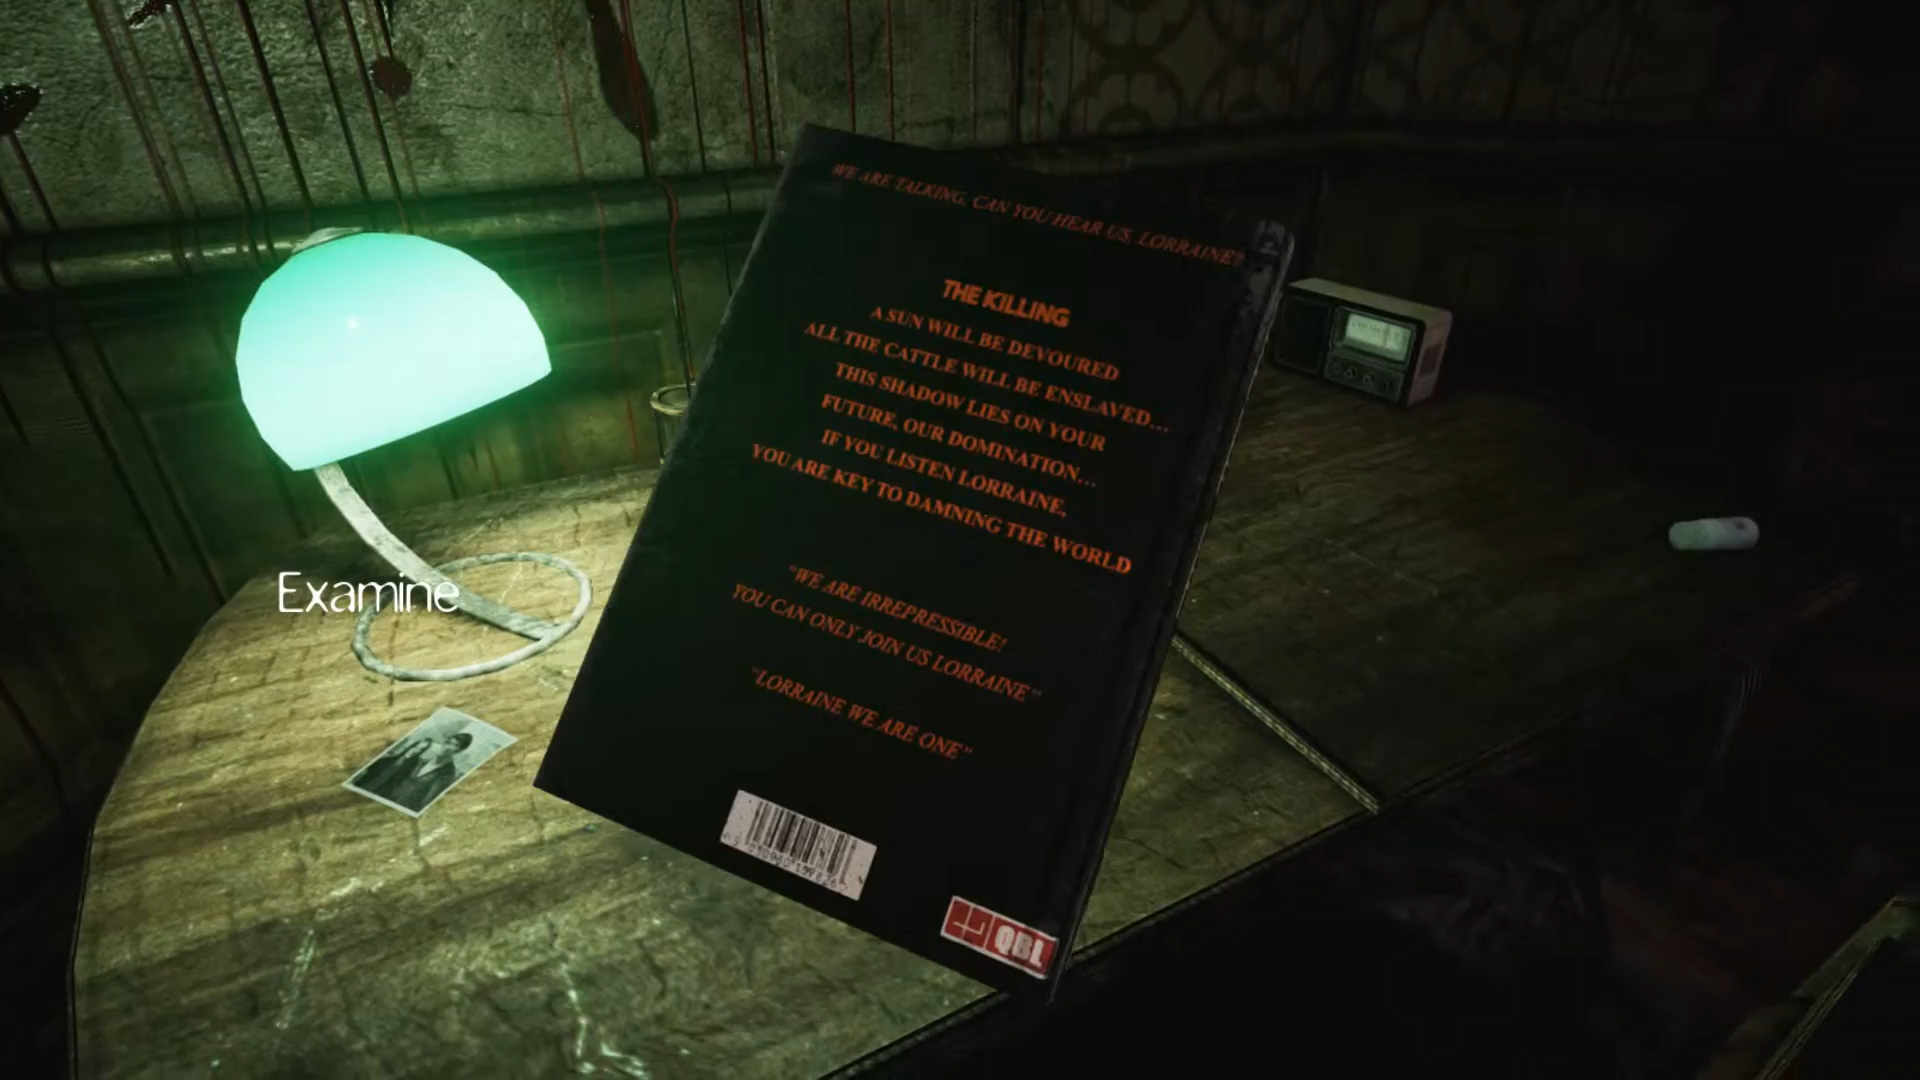 WE ARE TALKING, CAN YOU HEAR US, LORRAINE?
THE KILLING
A SUN WILL BE DEVOURED
ALL THE CATTLE WILL BE ENSLAVED...
THIS SHADOW LIES ON YOUR
FUTURE, OUR DOMINATION...
IF YOU LISTEN LORRAINE,
YOU ARE KEY TO DAMNING THE WORLD
"WE ARE IRREPRESSIBLE!
YOU CAN ONLY JOIN US LORRAINE"
"LORRAINE WE ARE ONE"
Examine
QBL